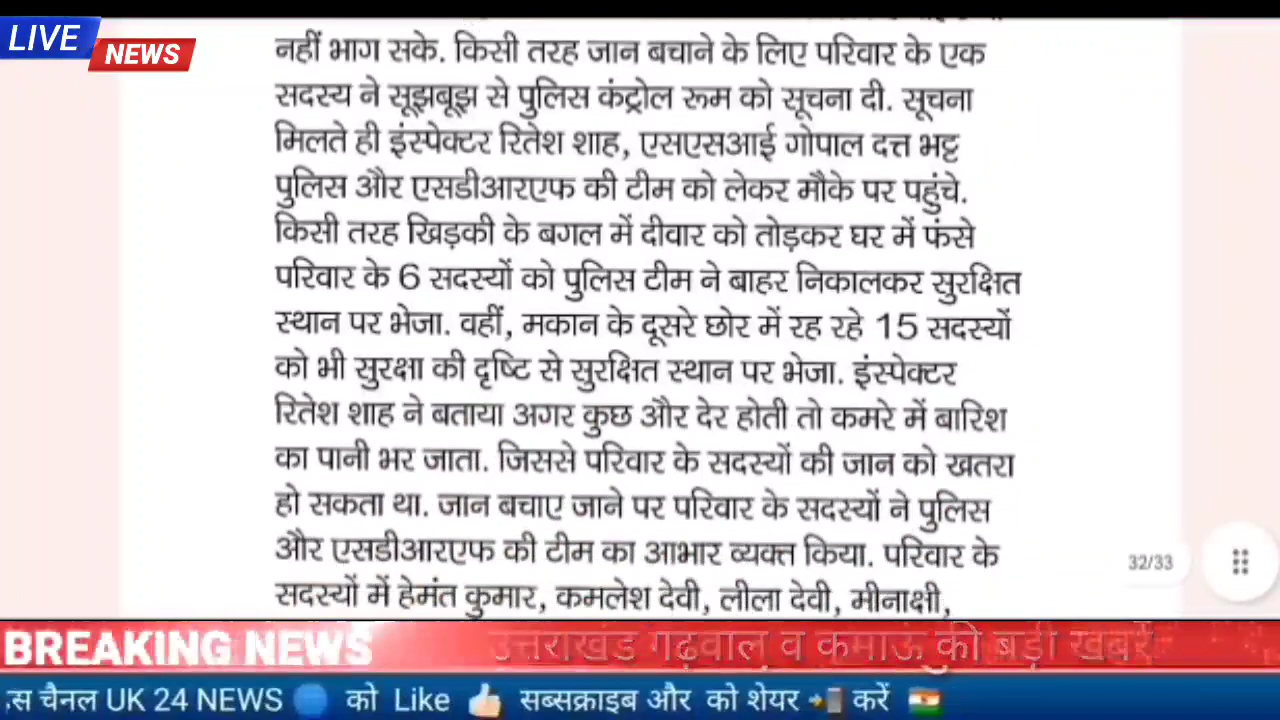 LIVE
NEWS
नहीं भाग सके. किसी तरह जान बचाने के लिए परिवार के एक
सदस्य ने सूझबूझ से पुलिस कंट्रोल रूम को सूचना दी. सूचना
मिलते ही इंस्पेक्टर रितेश शाह, एसएसआई गोपाल दत्त भट्ट
पुलिस और एसडीआरएफ की टीम को लेकर मौके पर पहुंचे.
किसी तरह खिड़की के बगल में दीवार को तोड़कर घर में फंसे
परिवार के 6 सदस्यों को पुलिस टीम ने बाहर निकालकर सुरक्षित
स्थान पर भेजा. वहीं, मकान के दूसरे छोर में रह रहे 15 सदस्यों
को भी सुरक्षा की दृष्टि से सुरक्षित स्थान पर भेजा. इंस्पेक्टर
रितेश शाह ने बताया अगर कुछ और देर होती तो कमरे में बारिश
का पानी भर जाता. जिससे परिवार के सदस्यों की जान को खतरा
हो सकता था. जान बचाए जाने पर परिवार के सदस्यों ने पुलिस
और एसडीआरएफ की टीम का आभार व्यक्त किया. परिवार के
सदस्यों में हेमंत कुमार, कमलेश देवी, लीला देवी, मीनाक्षी,
32/33
BREAKING NEWS उत्तराखंड गढ़वाल व कुमाऊं की बड़ी खबरें
चैनल UK 24 NEWS 🔵 को Like 👍 सब्सक्राइब और को शेयर 📲 करें 🇮🇳